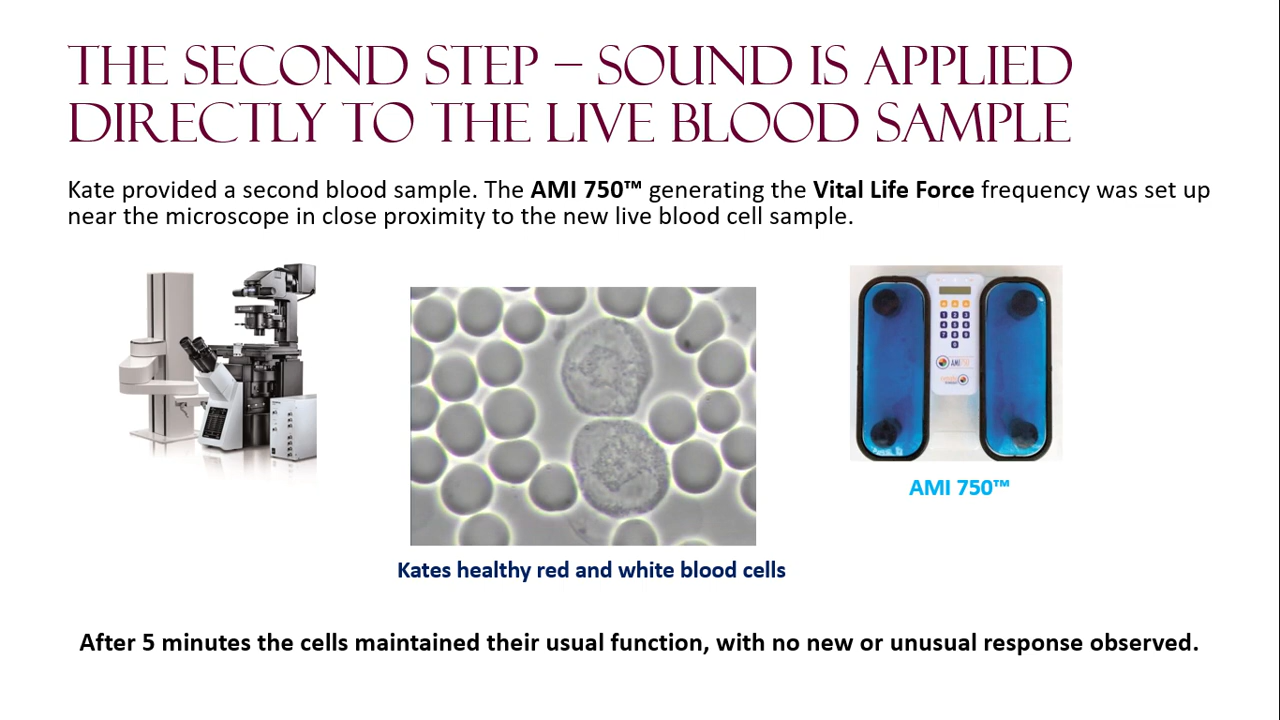 THE SECOND STEP – SOUND IS APPLIED
DIRECTLY TO THE LIVE BLOOD SAMPLE
Kate provided a second blood sample. The AMI 750™ generating the Vital Life Force frequency was set up
near the microscope in close proximity to the new live blood cell sample.
AMI
AMI 750™
Kates healthy red and white blood cells
After 5 minutes the cells maintained their usual function, with no new or unusual response observed.